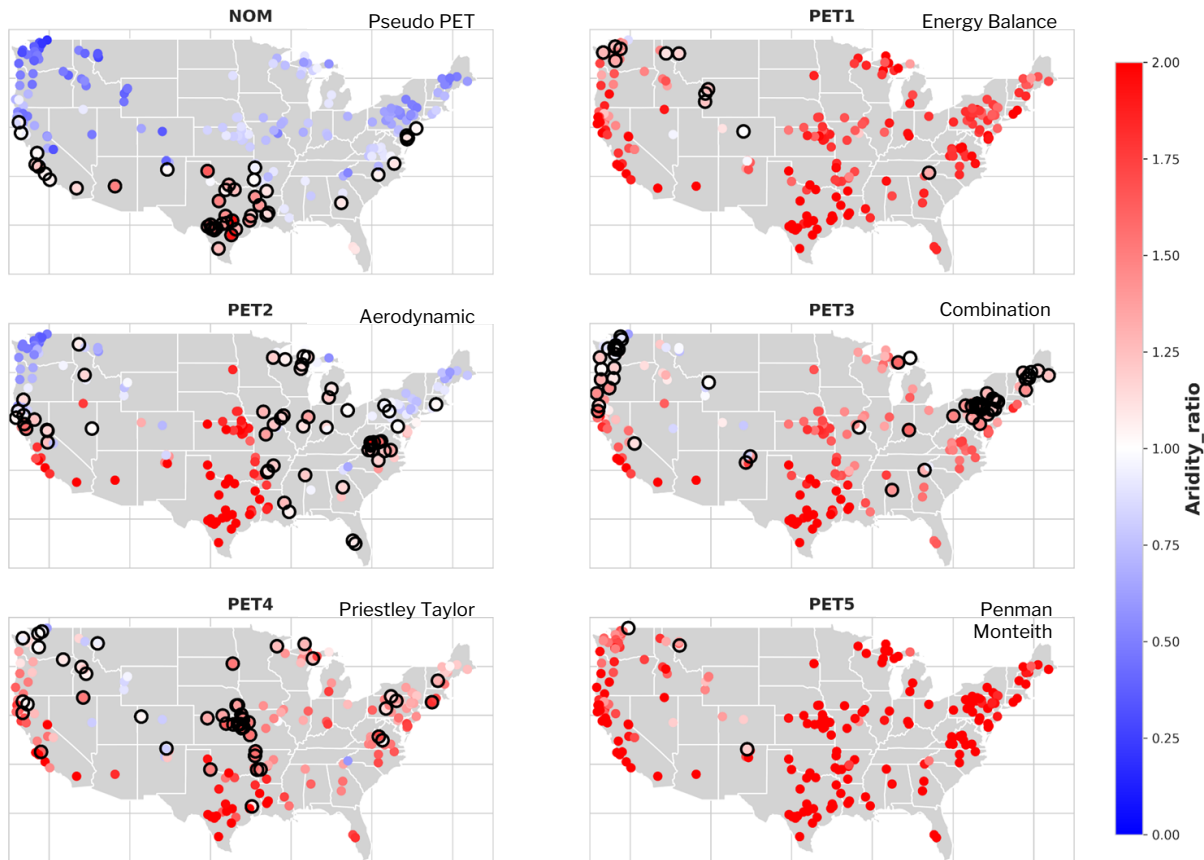 NOM
Pseudo PET
PET1
Energy Balance
PET2
Aerodynamic
PET3
Combination
PET4
Priestley Taylor
PET5
Penman
Monteith
2.00
1.75
1.50
1.25
1.00
0.75
0.50
0.25
0.00
Aridity_ratio